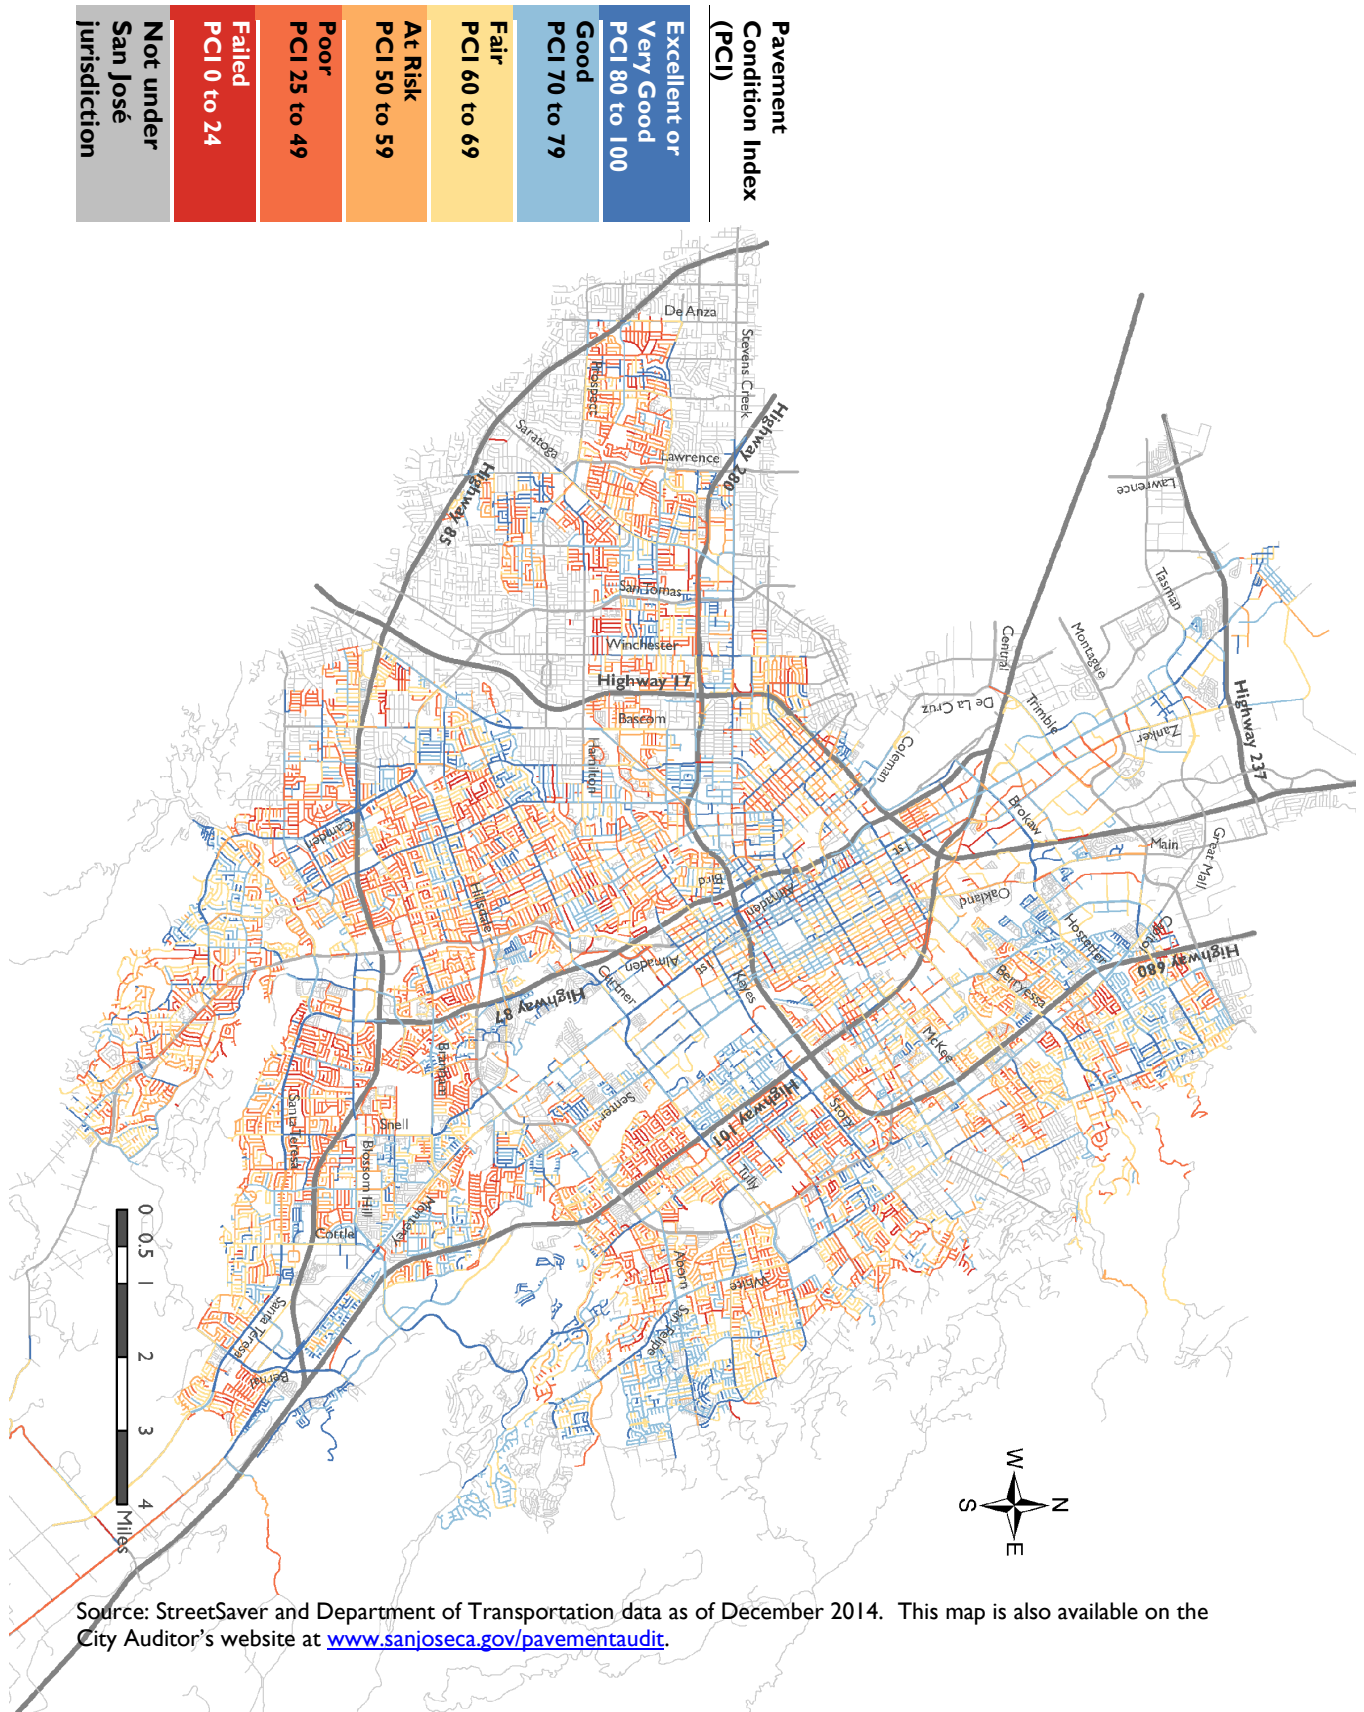 Pavement
Condition Index
(PCI)
Excellent or
Very Good
PCI 80 to 100
Good
PCI 70 to 79
Fair
PCI 60 to 69
At Risk
PCI 50 to 59
Poor
PCI 25 to 49
Failed
PCI 0 to 24
Not under
San José
jurisdiction
De Anza
Stevens Creek
Prospect
Highway 280
Saratoga
Lawrence
Highway 85
Lawrence
Tasman
San Tomas
Winchester
Central
Montague
Highway 17
De La Cruz
Trimble
Highway 237
Bascom
Zanker
Hamilton
Coleman
Brokaw
Camden
1st
Main
Great Mall
Bird
Almaden
Hillsdale
Oakland
Hostetter
Capitol
Highway 680
Almaden
1st
Berryessa
Curtner
Keyes
Highway 87
McKee
Branham
Santa Teresa
Senter
Highway 101
Story
Snell
Blossom Hill
Tully
Monterey
Cottle
Aborn
White
San Felipe
Santa Teresa
Bernal
0
0.5
1
2
3
4
Miles
N
W
E
S
Source: StreetSaver and Department of Transportation data as of December 2014. This map is also available on the
City Auditor's website at www.sanjoseca.gov/pavementaudit.